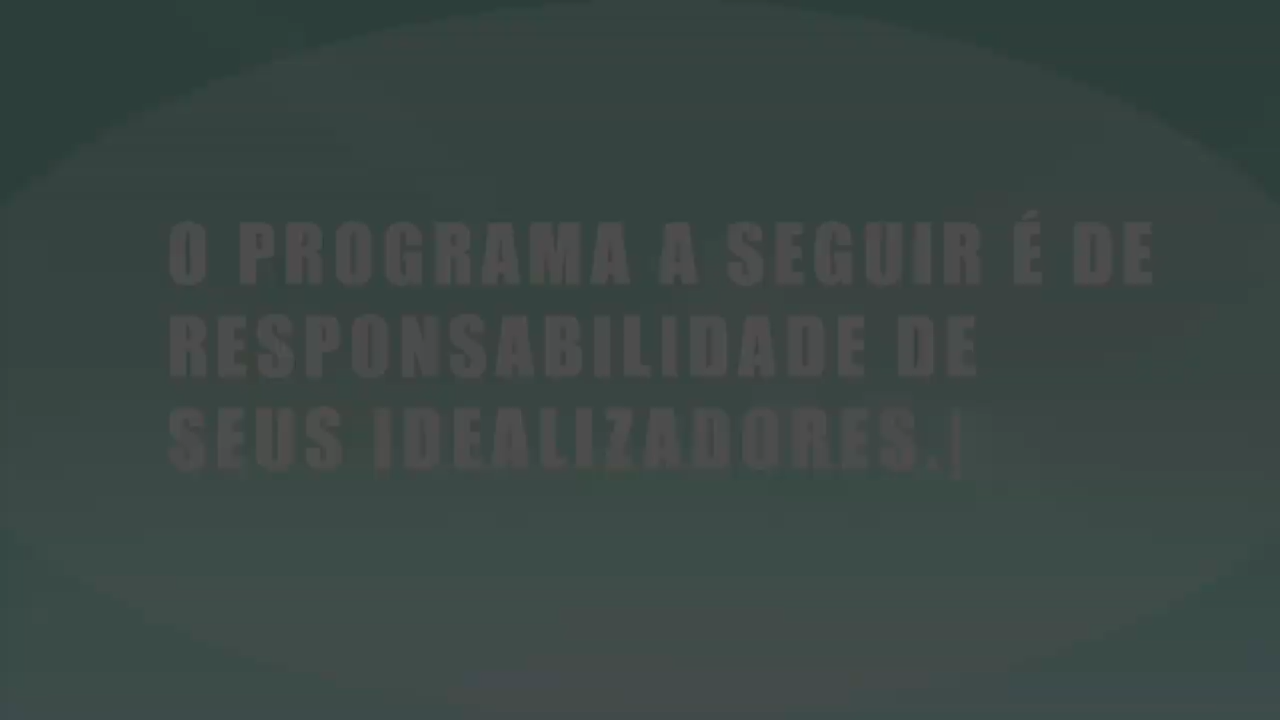 O PROGRAMA A SEGUIR É DE
RESPONSABILIDADE DE
SEUS IDEALIZADORES.|